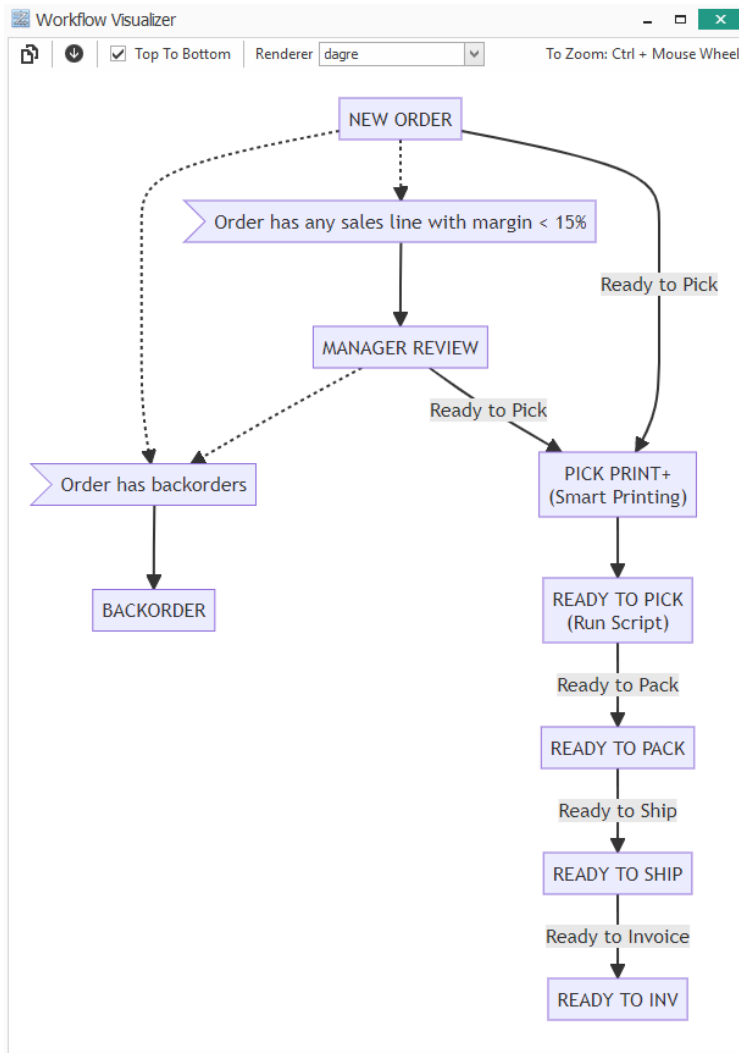 Workflow Visualizer
Top To Bottom
Renderer
dagre
To Zoom: Ctrl + Mouse Wheel
NEW ORDER
Order has any sales line with margin < 15%
Ready to Pick
MANAGER REVIEW
Ready to Pick
Order has backorders
PICK PRINT+
(Smart Printing)
BACKORDER
READY TO PICK
(Run Script)
Ready to Pack
READY TO PACK
Ready to Ship
READY TO SHIP
Ready to Invoice
READY TO INV